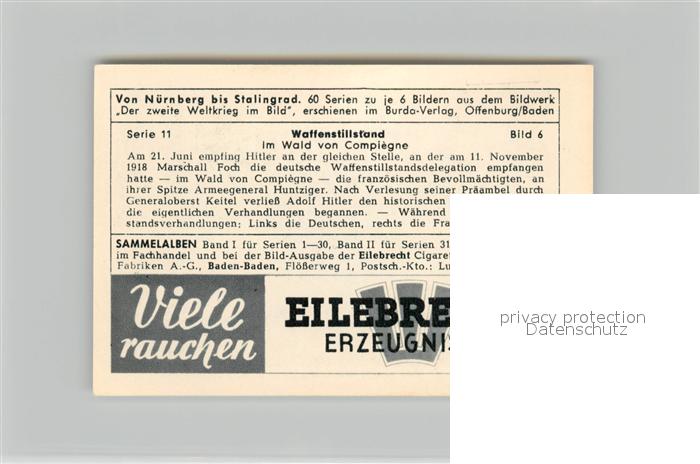 Von Nürnberg bis Stalingrad. 60 Serien zu je 6 Bildern aus dem Bildwerk
„Der zweite Weltkrieg im Bild", erschienen im Burda-Verlag, Offenburg/Baden
Serie 11 Waffenstillstand Bild 6
Im Wald von Compiègne
Am 21. Juni empfing Hitler an der gleichen Stelle, an der am 11. November
1918 Marschall Foch die deutsche Waffenstillstandsdelegation empfangen
hatte — im Wald von Compiègne — die französischen Bevollmächtigten, an
ihrer Spitze Armeegeneral Huntziger. Nach Verlesung seiner Präambel durch
Generaloberst Keitel verließ Adolf Hitler den historischen
die eigentlichen Verhandlungen begannen. — Während
standsverhandlungen; Links die Deutschen, rechts die Fra
SAMMELALBEN Band I für Serien 1—30, Band II für Serien 31
im Fachhandel und bei der Bild-Ausgabe der Eilebrecht Cigaret
Fabriken A.-G., Baden-Baden, Flößerweg 1, Postsch.-Kto.: Lu
Viele
rauchen
EILEBRE
ERZEUGNIS
privacy protection
Datenschutz